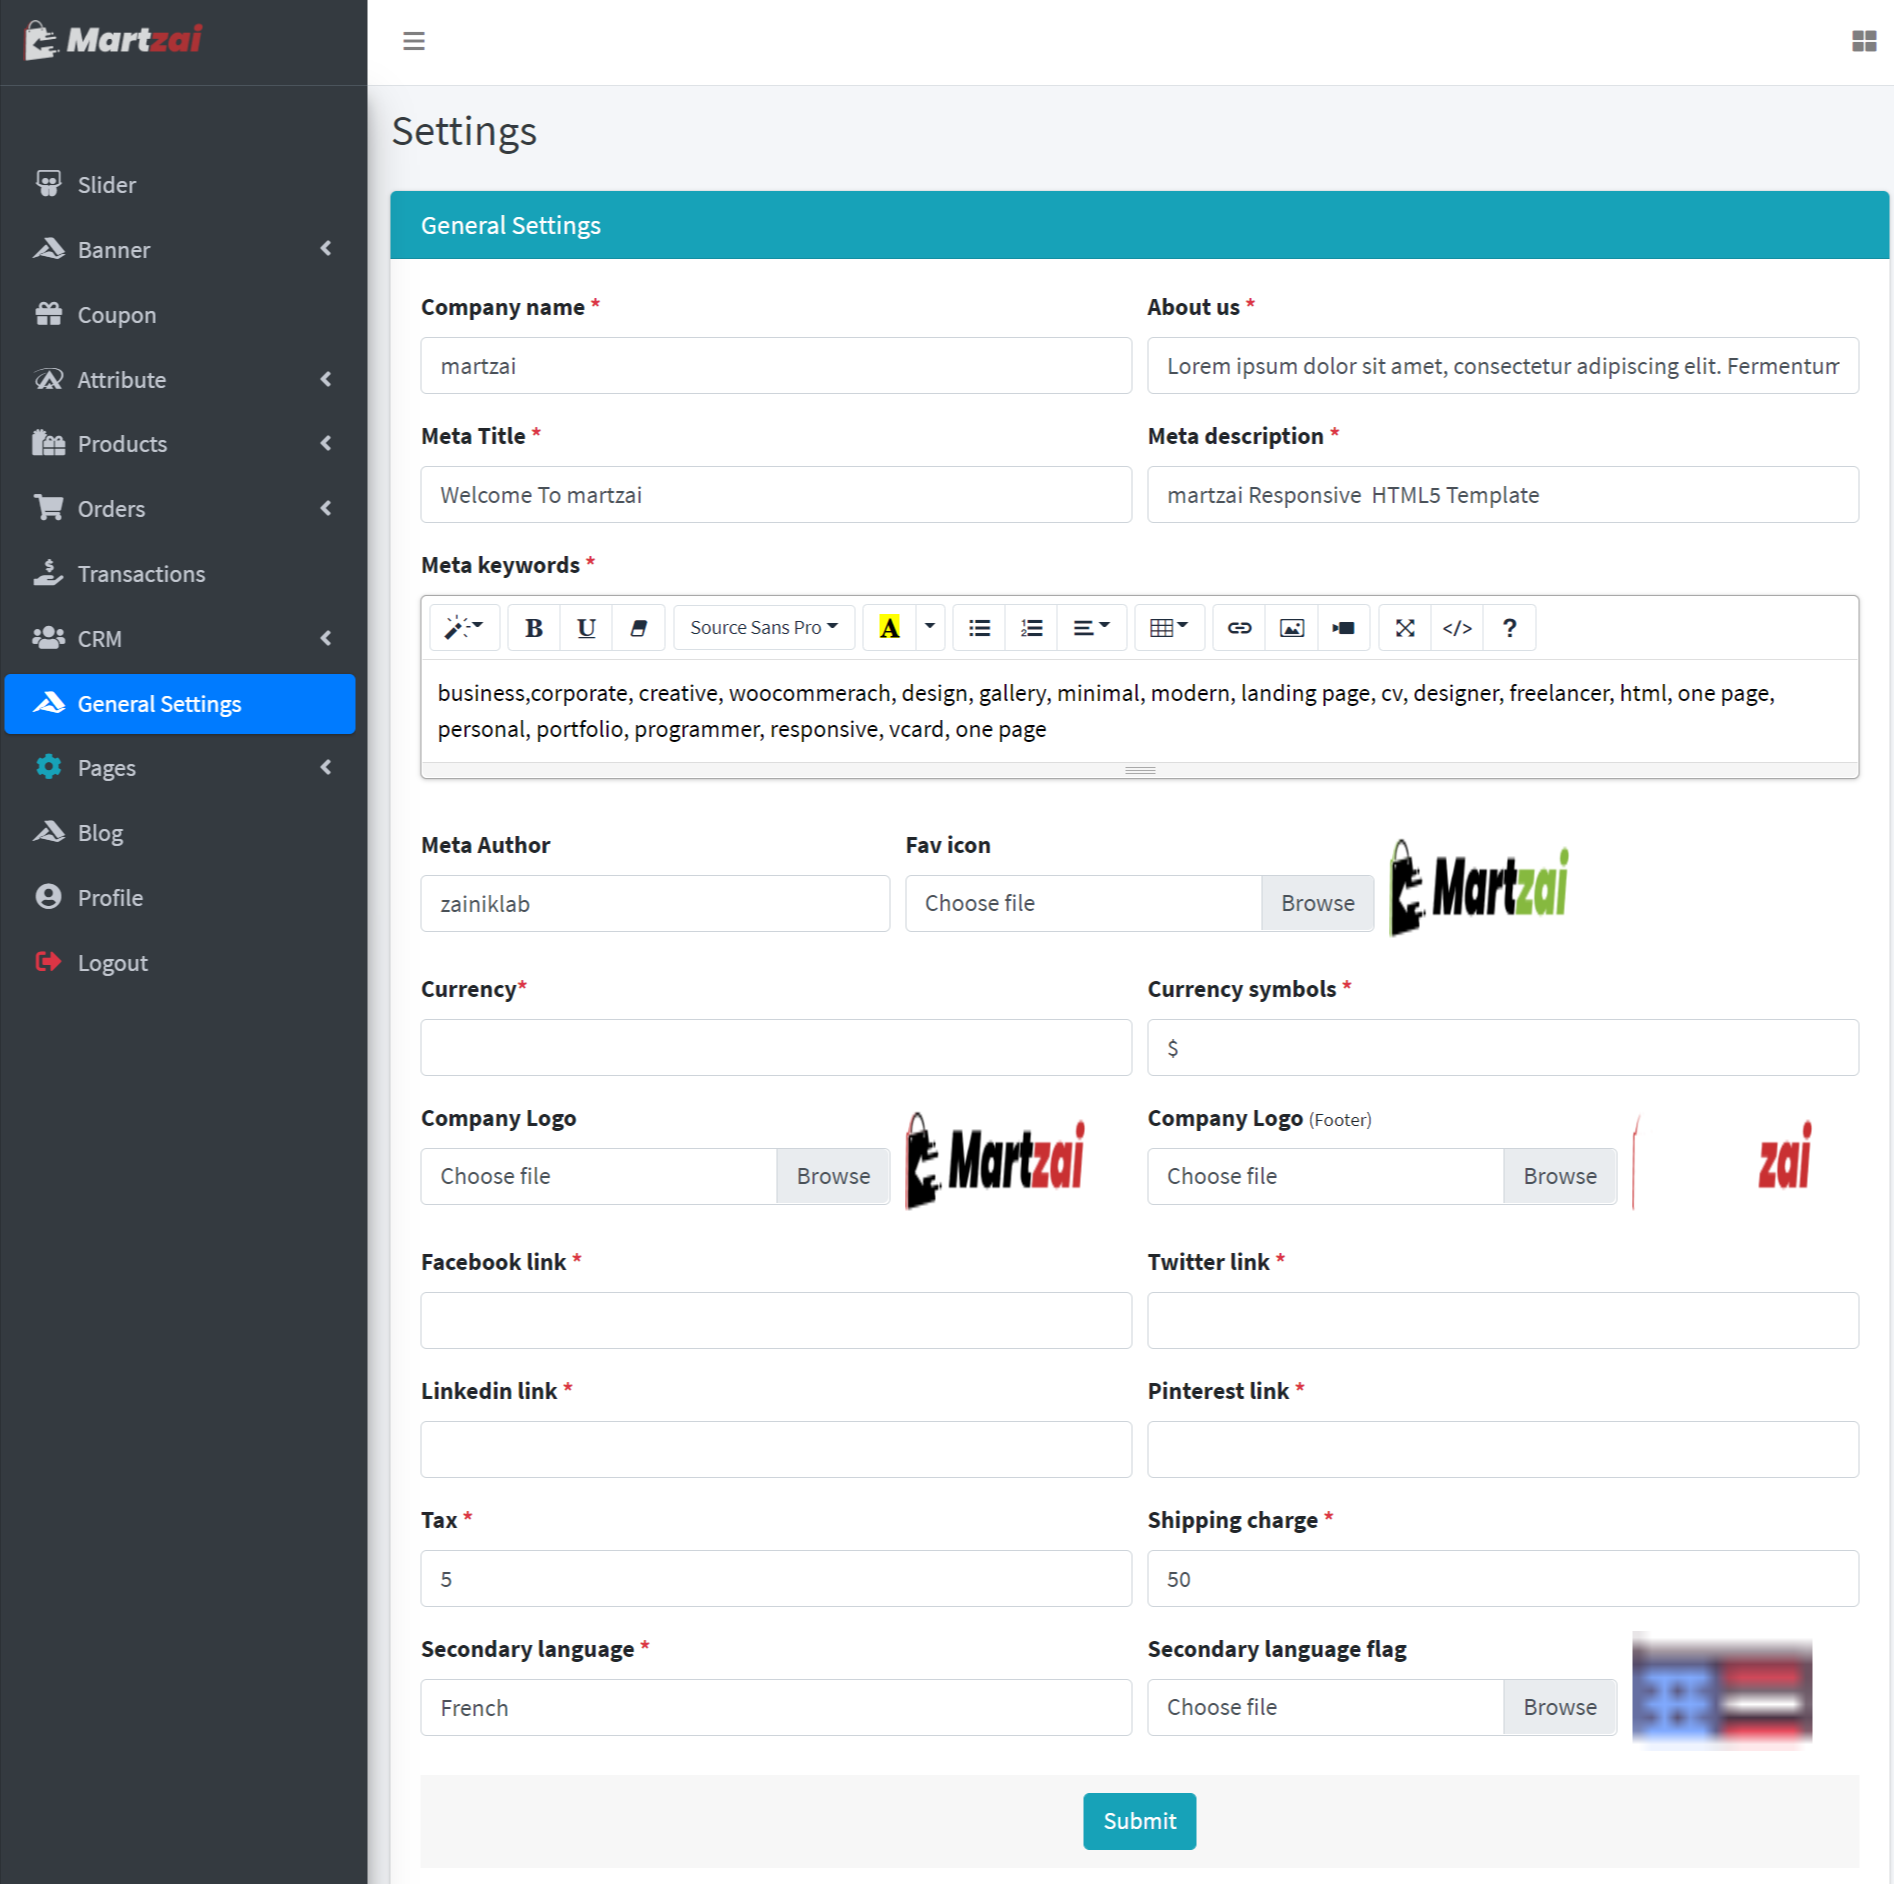 Martzai
Settings
Slider
Banner
Coupon
Attribute
Products
Orders
Transactions
CRM
General Settings
Pages
Blog
Profile
Logout
General Settings
Company name *
About us *
martzai
Lorem ipsum dolor sit amet, consectetur adipiscing elit. Fermentum
Meta Title *
Meta description *
Welcome To martzai
martzai Responsive  HTML5 Template
Meta keywords *
B U Source Sans Pro A </> ?
business,corporate, creative, woocommerach, design, gallery, minimal, modern, landing page, cv, designer, freelancer, html, one page,
personal, portfolio, programmer, responsive, vcard, one page
Meta Author
Fav icon
zainiklab
Choose file Browse
Martzai
Currency*
Currency symbols *
$
Company Logo
Choose file Browse
Martzai
Company Logo (Footer)
Choose file Browse
zai
Facebook link *
Twitter link *
Linkedin link *
Pinterest link *
Tax *
Shipping charge *
5
50
Secondary language *
Secondary language flag
French
Choose file Browse
Submit